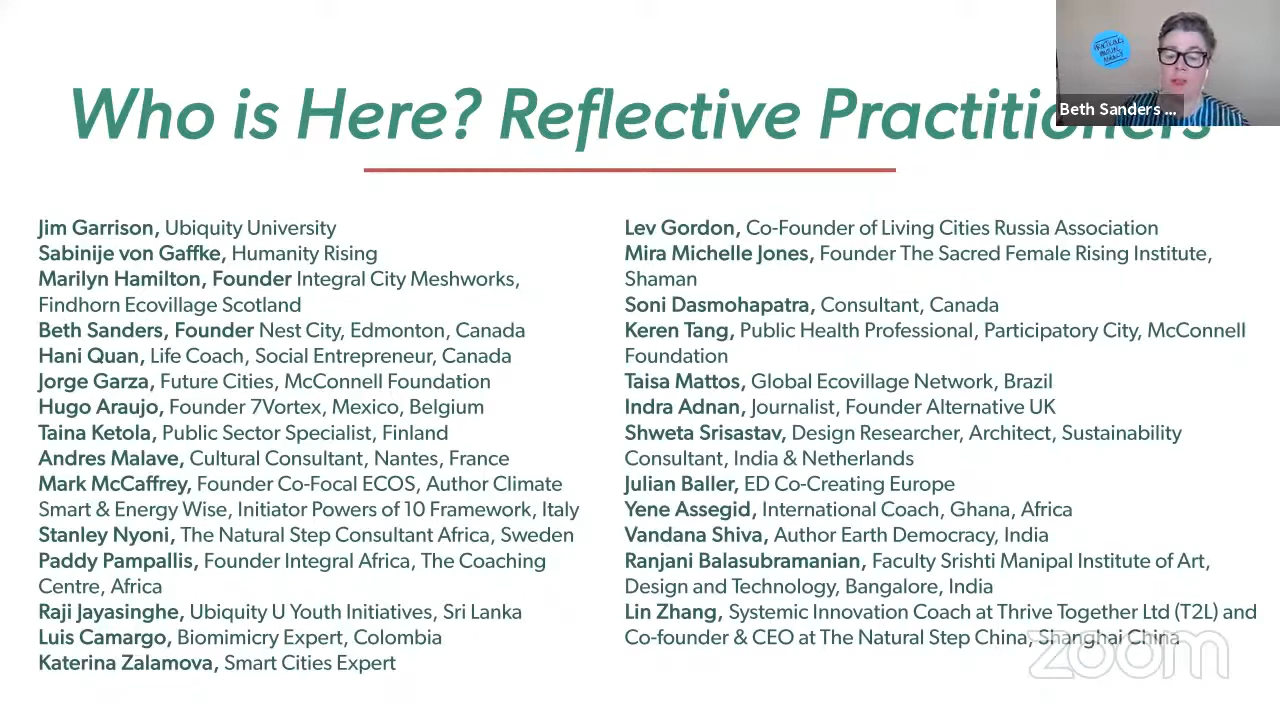 Who is Here? Reflective Practitioners
Beth Sanders ...
Jim Garrison, Ubiquity University
Sabinije von Gaffke, Humanity Rising
Marilyn Hamilton, Founder Integral City Meshworks,
Findhorn Ecovillage Scotland
Beth Sanders, Founder Nest City, Edmonton, Canada
Hani Quan, Life Coach, Social Entrepreneur, Canada
Jorge Garza, Future Cities, McConnell Foundation
Hugo Araujo, Founder 7Vortex, Mexico, Belgium
Taina Ketola, Public Sector Specialist, Finland
Andres Malave, Cultural Consultant, Nantes, France
Mark McCaffrey, Founder Co-Focal ECOS, Author Climate
Smart & Energy Wise, Initiator Powers of 10 Framework, Italy
Stanley Nyoni, The Natural Step Consultant Africa, Sweden
Paddy Pampallis, Founder Integral Africa, The Coaching
Centre, Africa
Raji Jayasinghe, Ubiquity U Youth Initiatives, Sri Lanka
Luis Camargo, Biomimicry Expert, Colombia
Katerina Zalamova, Smart Cities Expert
Lev Gordon, Co-Founder of Living Cities Russia Association
Mira Michelle Jones, Founder The Sacred Female Rising Institute,
Shaman
Soni Dasmohapatra, Consultant, Canada
Keren Tang, Public Health Professional, Participatory City, McConnell
Foundation
Taisa Mattos, Global Ecovillage Network, Brazil
Indra Adnan, Journalist, Founder Alternative UK
Shweta Srisastav, Design Researcher, Architect, Sustainability
Consultant, India & Netherlands
Julian Baller, ED Co-Creating Europe
Yene Assegid, International Coach, Ghana, Africa
Vandana Shiva, Author Earth Democracy, India
Ranjani Balasubramanian, Faculty Srishti Manipal Institute of Art,
Design and Technology, Bangalore, India
Lin Zhang, Systemic Innovation Coach at Thrive Together Ltd (T2L) and
Co-founder & CEO at The Natural Step China, Shanghai China
zoom